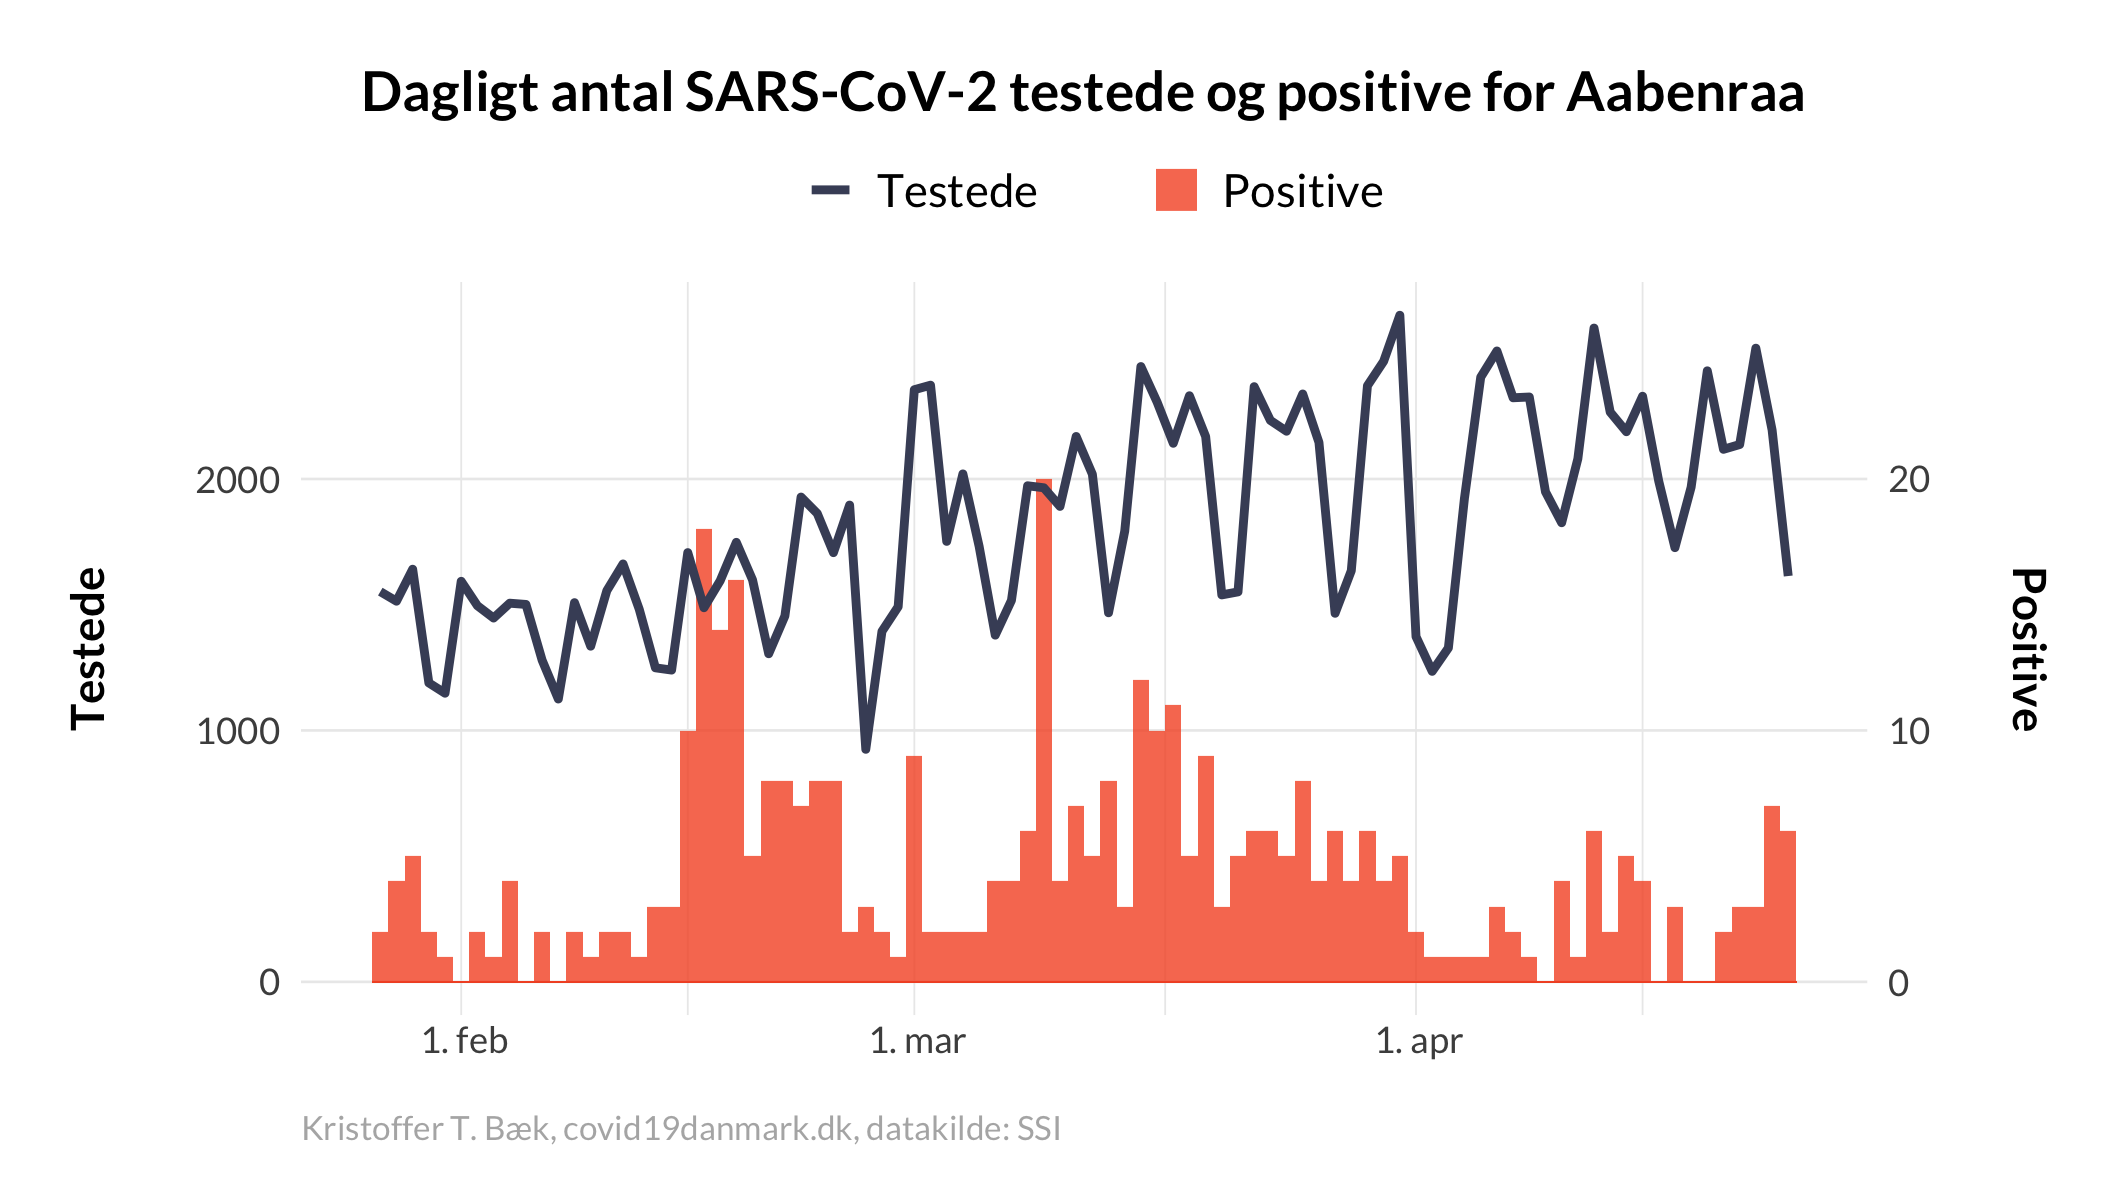 Dagligt antal SARS-CoV-2 testede og positive for Aabenraa
Testede
Positive
2000
1000
0
Testede
20
10
0
Positive
1. feb
1. mar
1. apr
Kristoffer T. Bæk, covid19danmark.dk, datakilde: SSI